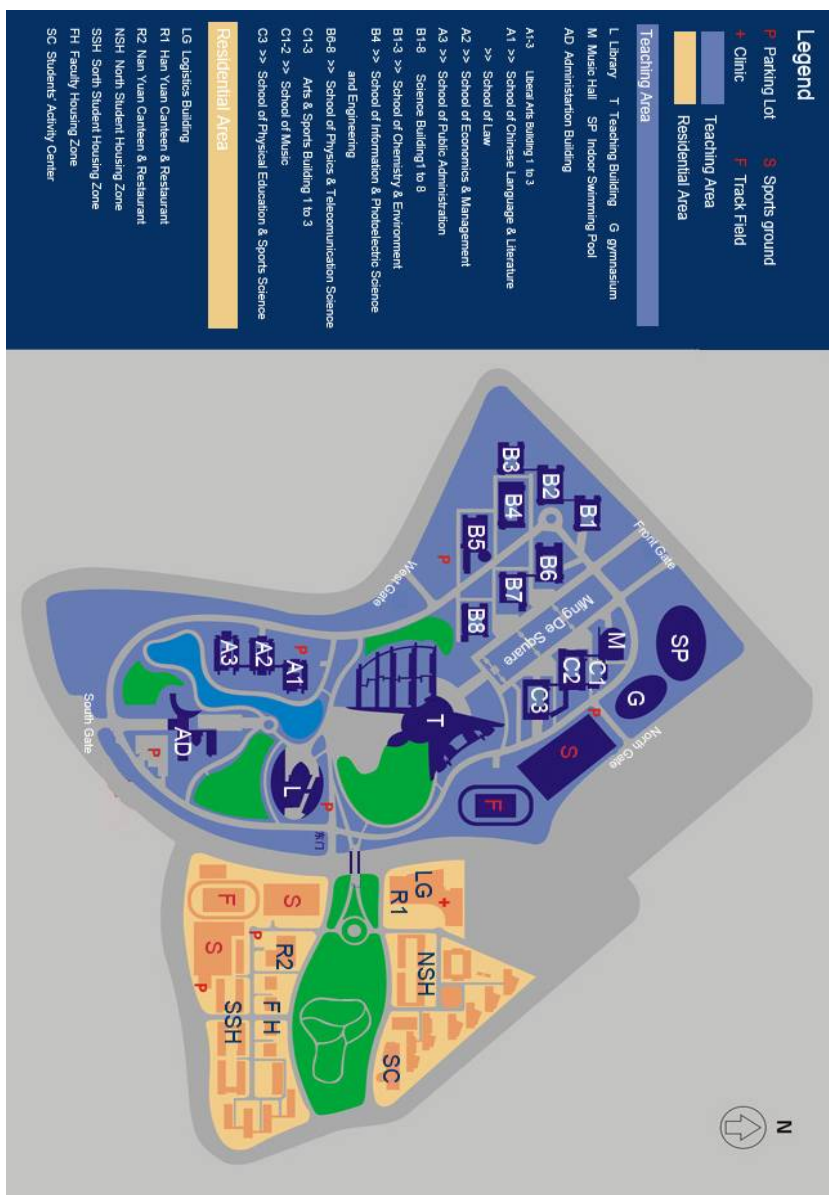 Legend
P Parking Lot S Sports ground
+ Clinic F Track Field
Teaching Area
Residential Area
Teaching Area
L Library T Teaching Building G gymnasium
M Music Hall SP Indoor Swimming Pool
AD Administartion Building
A1-3 Liberal Arts Building 1 to 3
A1 >> School of Chinese Language & Literature
>> School of Law
A2 >> School of Economics & Management
A3 >> School of Public Administration
B1-8 Science Building1 to 8
B1-3 >> School of Chemistry & Environment
B4 >> School of Information & Photoelectric Science
and Engineering
B6-8 >> School of Physics & Telecomunication Science
C1-3 Arts & Sports Building 1 to 3
C1-2 >> School of Music
C3 >> School of Physical Education & Sports Science
Residential Area
LG Logistics Building
R1 Han Yuan Canteen & Restaurant
R2 Nan Yuan Canteen & Restaurant
NSH North Student Housing Zone
SSH Sorth Student Housing Zone
FH Faculty Housing Zone
SC Students' Activity Center
N
SP
Front Gate
G
North Gate
M
C1
P
C2
C3
S
F
Ming De Square
B1
B2
B3
B4
B5
B6
B7
B8
P
West Gate
T
P
A1
A2
A3
L
P
AD
P
South Gate
东门
LG
+
R1
NSH
SC
S
F
S
P
P
R2
F H
SSH